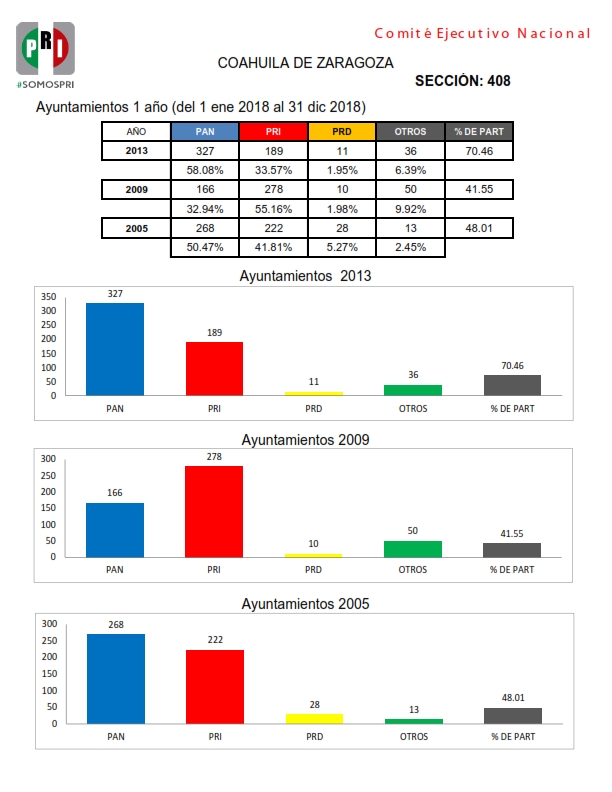 PRI
#SOMOSPRI
Comité Ejecutivo Nacional
COAHUILA DE ZARAGOZA
SECCIÓN: 408
Ayuntamientos 1 año (del 1 ene 2018 al 31 dic 2018)
AÑO PAN PRI PRD OTROS % DE PART
2013 327 189 11 36 70.46
58.08% 33.57% 1.95% 6.39%
2009 166 278 10 50 41.55
32.94% 55.16% 1.98% 9.92%
2005 268 222 28 13 48.01
50.47% 41.81% 5.27% 2.45%
Ayuntamientos 2013
350
300
250
200
150
100
50
0
327 189 11 36 70.46
PAN PRI PRD OTROS % DE PART
Ayuntamientos 2009
300
250
200
150
100
50
0
166 278 10 50 41.55
PAN PRI PRD OTROS % DE PART
Ayuntamientos 2005
300
250
200
150
100
50
0
268 222 28 13 48.01
PAN PRI PRD OTROS % DE PART